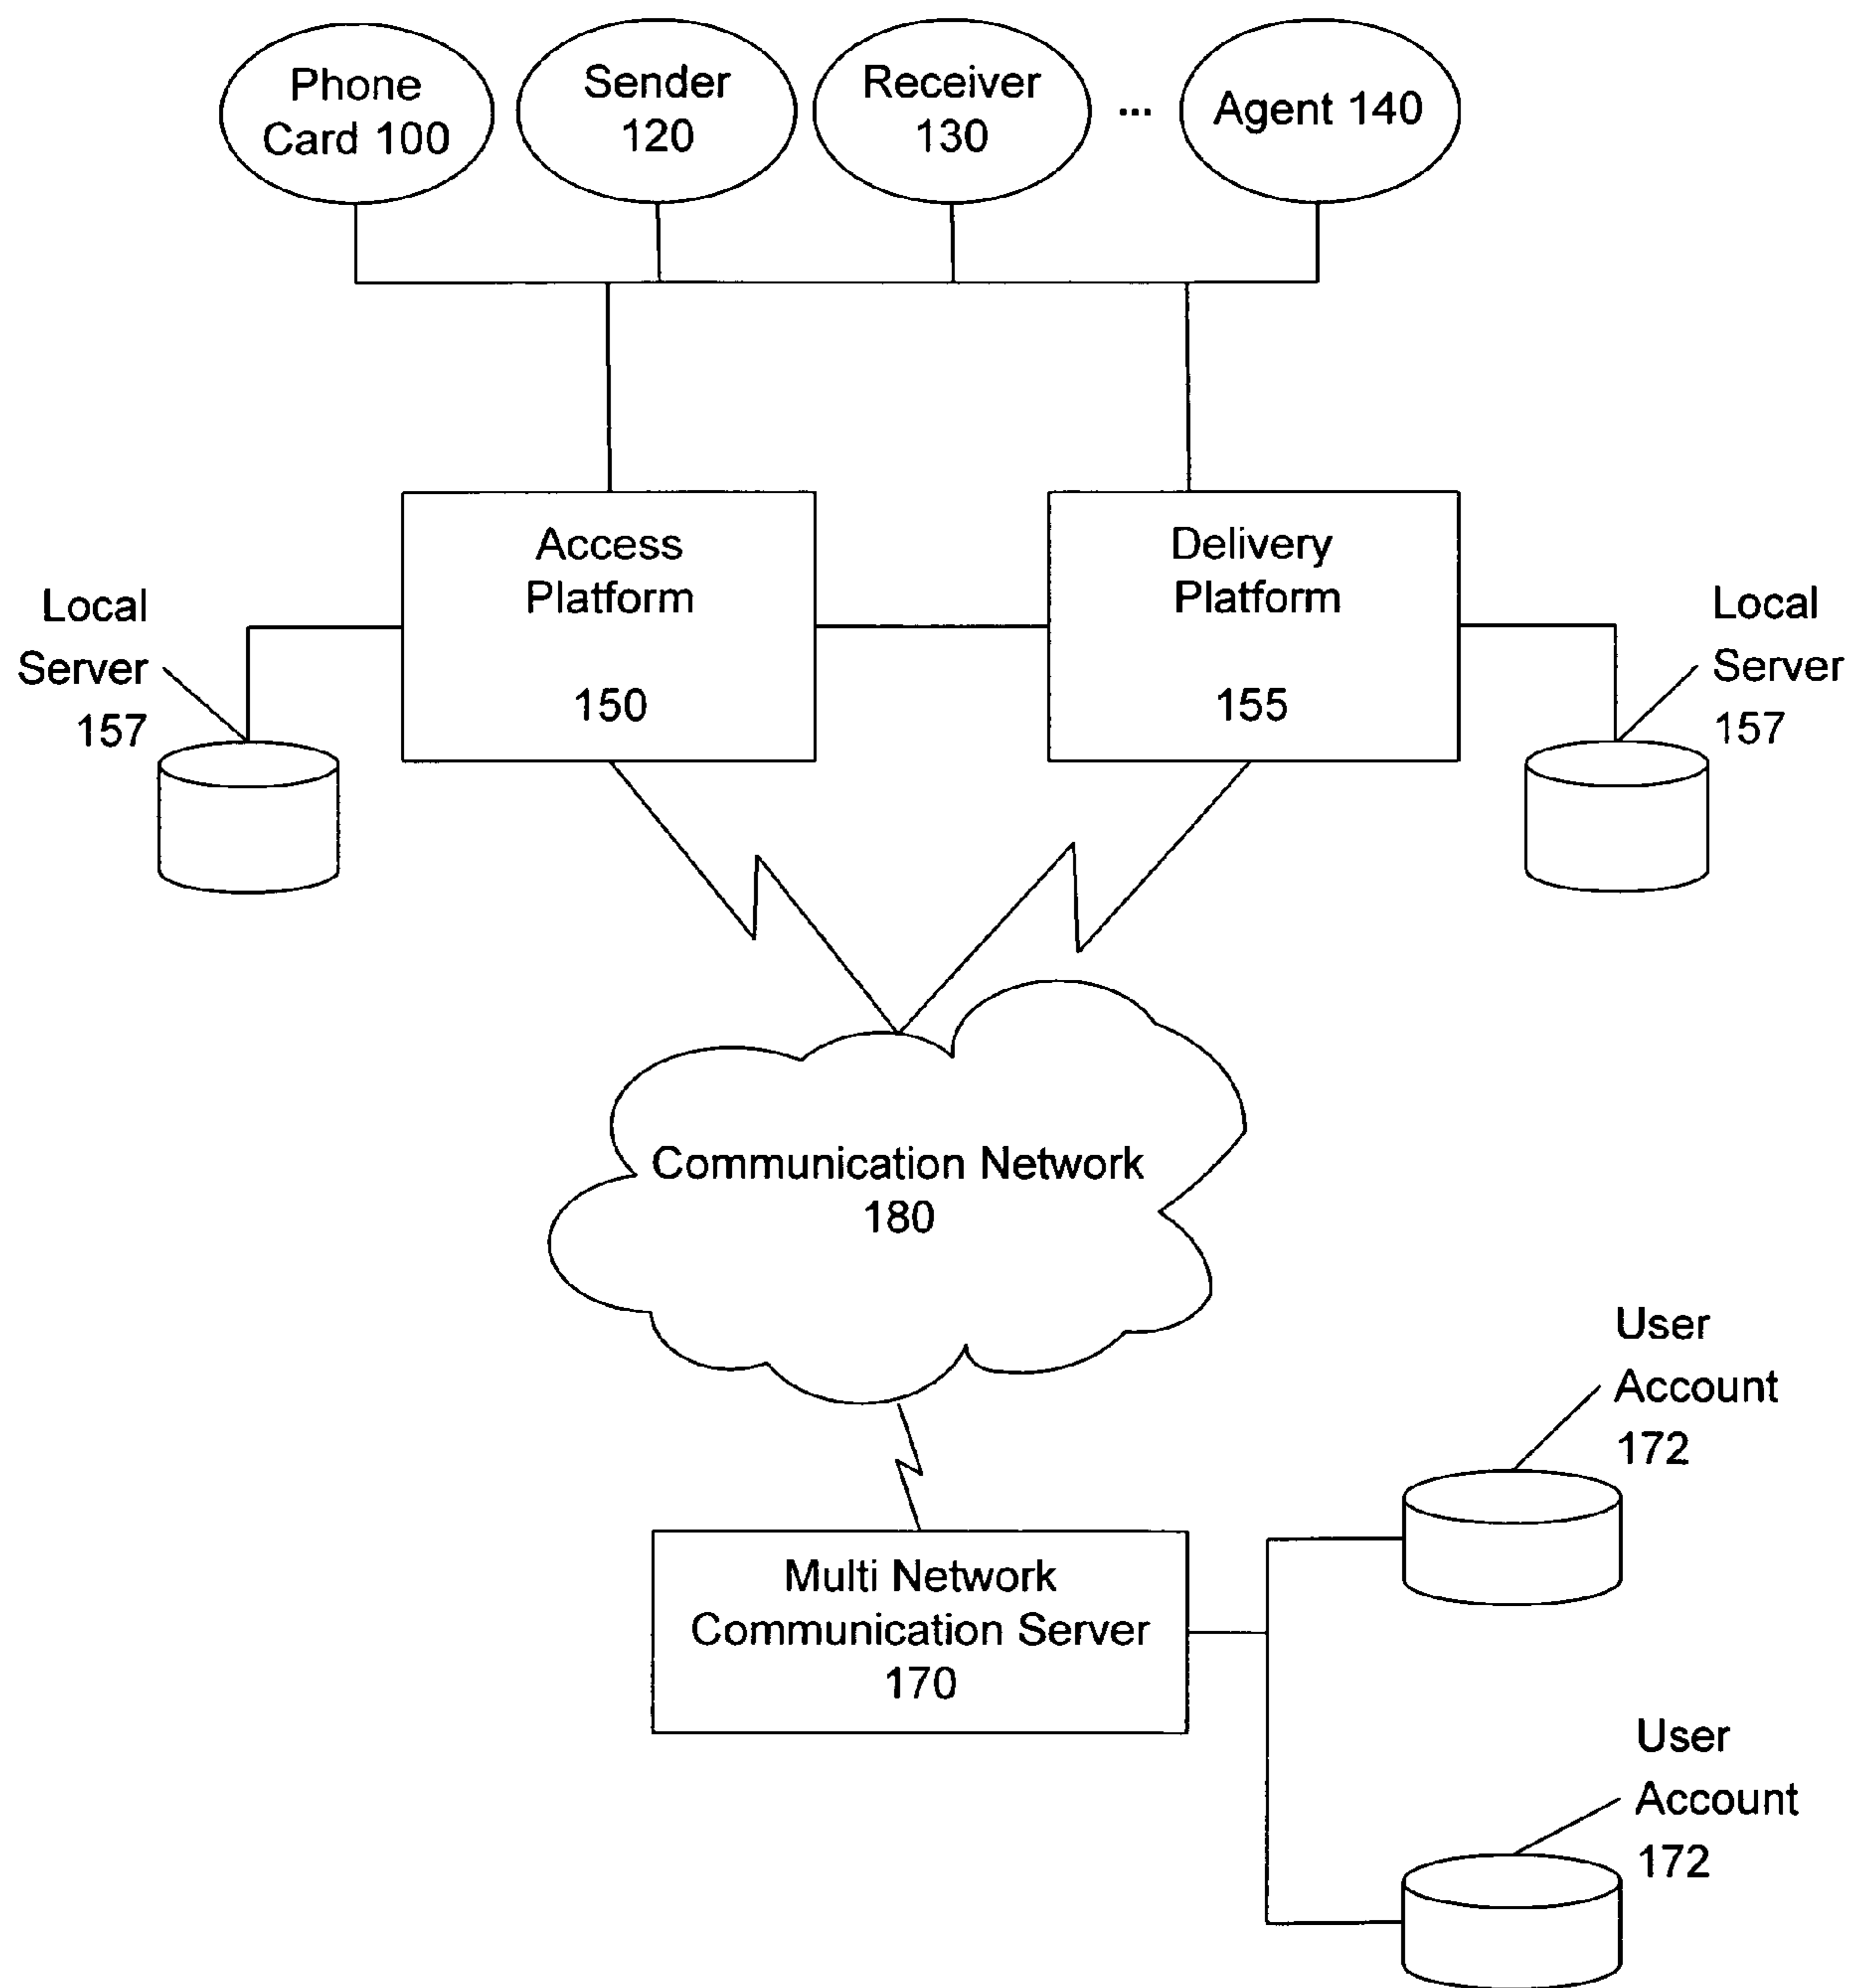 Phone
Card 100
Sender
120
Receiver
130
...
Agent 140
Access
Platform
150
Delivery
Platform
155
Local
Server
157
Local
Server
157
Communication Network
180
User
Account
172
Multi Network
Communication Server
170
User
Account
172